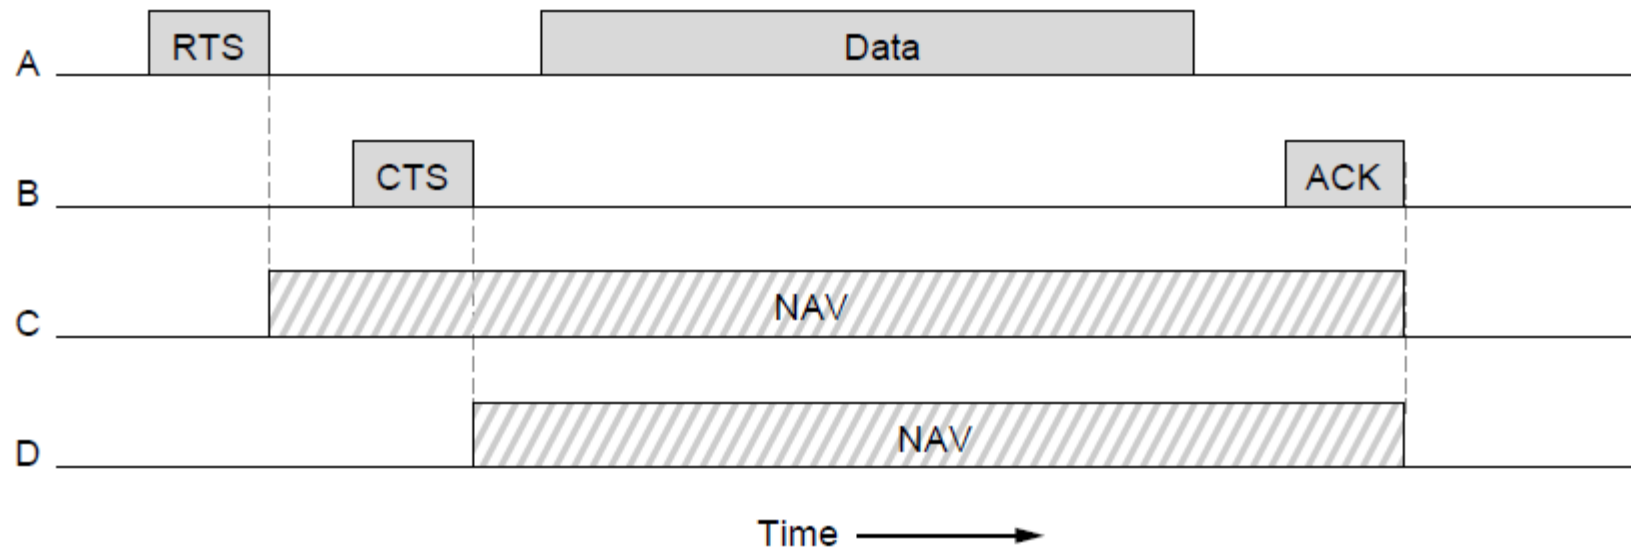 A RTS Data
B CTS ACK
C NAV
D NAV
Time